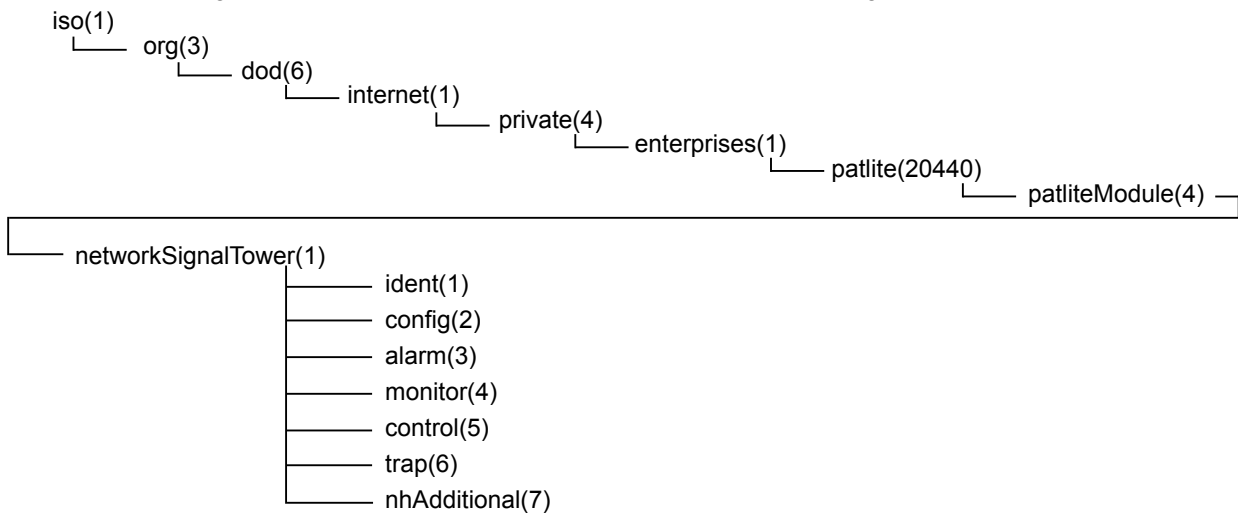 iso(1)
org(3)
dod(6)
internet(1)
private(4)
enterprises(1)
patlite(20440)
patliteModule(4)
networkSignalTower(1)
ident(1)
config(2)
alarm(3)
monitor(4)
control(5)
trap(6)
nhAdditional(7)